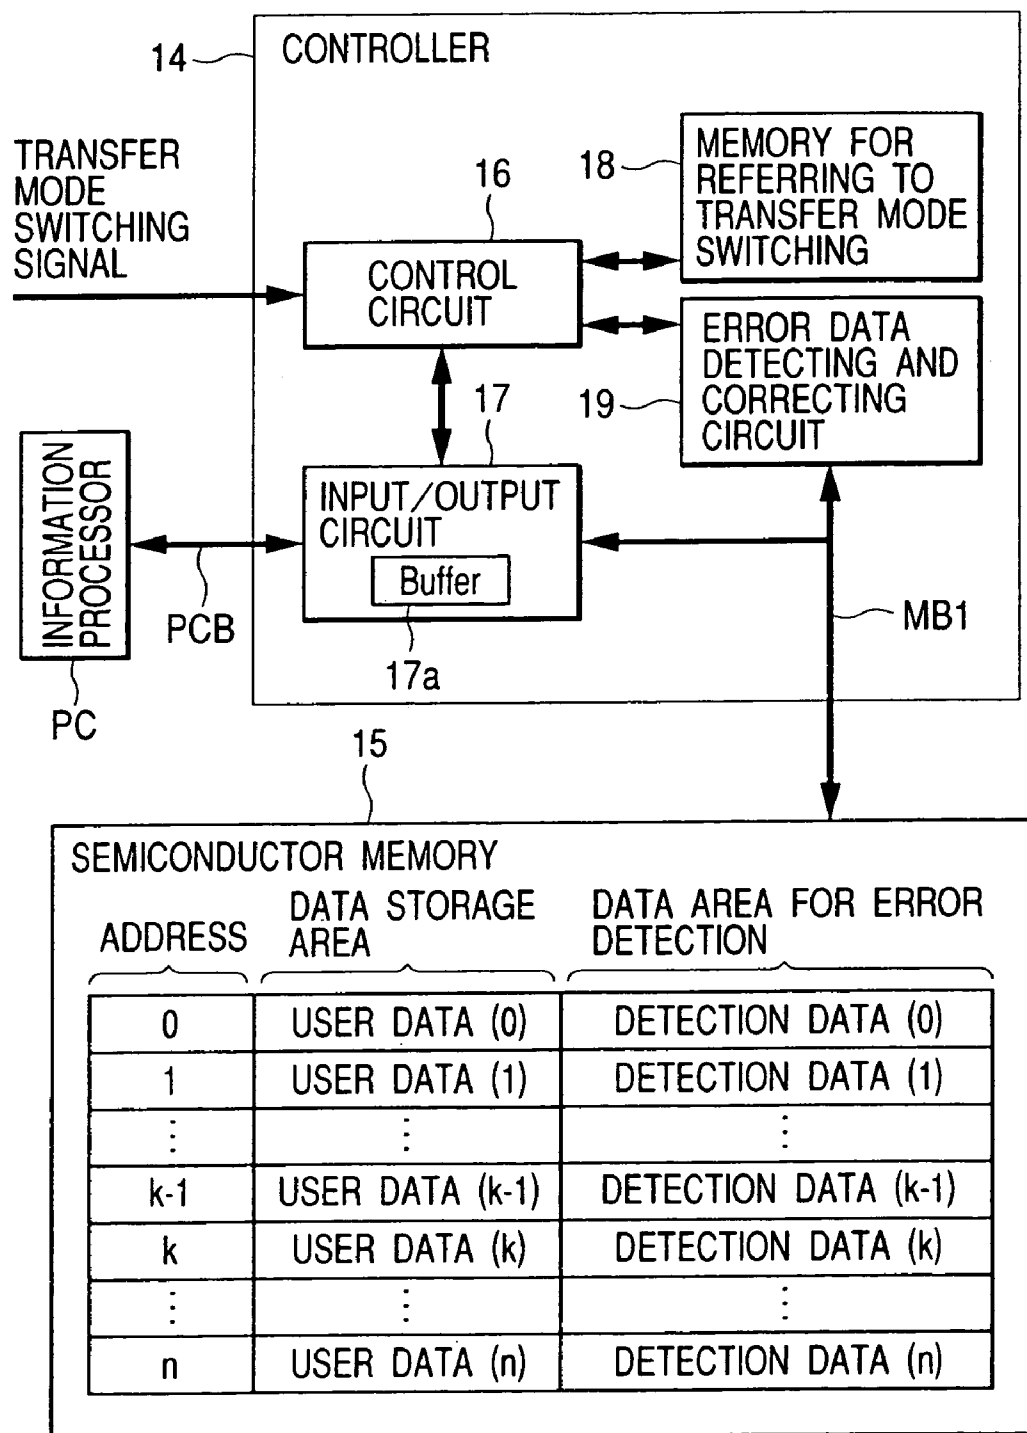 CONTROLLER
14
TRANSFER
MODE
SWITCHING
SIGNAL
16
18
MEMORY FOR
REFERRING TO
TRANSFER MODE
SWITCHING
CONTROL
CIRCUIT
19
ERROR DATA
DETECTING AND
CORRECTING
CIRCUIT
17
INPUT/OUTPUT
CIRCUIT
Buffer
17a
INFORMATION
PROCESSOR
PCB
PC
MB1
15
SEMICONDUCTOR MEMORY
ADDRESS
DATA STORAGE
AREA
DATA AREA FOR ERROR
DETECTION
0 USER DATA (0) DETECTION DATA (0)
1 USER DATA (1) DETECTION DATA (1)
⋮ ⋮ ⋮
k-1 USER DATA (k-1) DETECTION DATA (k-1)
k USER DATA (k) DETECTION DATA (k)
⋮ ⋮ ⋮
n USER DATA (n) DETECTION DATA (n)